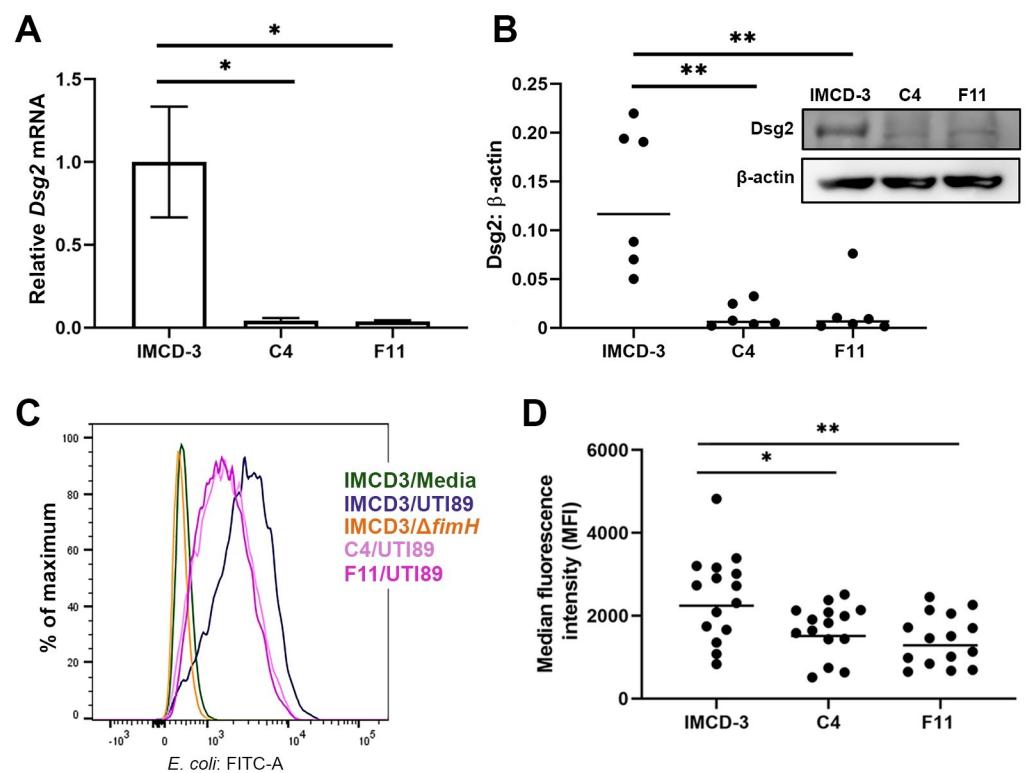 A
*
*
Relative Dsg2 mRNA
1.5
1.0
0.5
0.0
IMCD-3 C4 F11
B
**
**
Dsg2: β-actin
0.25
0.20
0.15
0.10
0.05
0
IMCD-3 C4 F11
IMCD-3 C4 F11
Dsg2
β-actin
C
% of maximum
100
80
60
40
20
0
-10³ 0 10³ 10⁴ 10⁵
E. coli: FITC-A
IMCD3/Media
IMCD3/UTI89
IMCD3/ΔfimH
C4/UTI89
F11/UTI89
D
**
*
Median fluorescence
intensity (MFI)
6000
4000
2000
0
IMCD-3 C4 F11